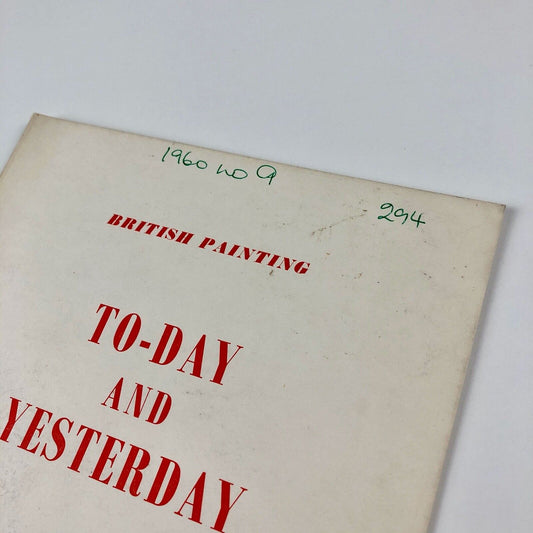 1960 no 9
294
BRITISH PAINTING
TO-DAY
AND
YESTERDAY